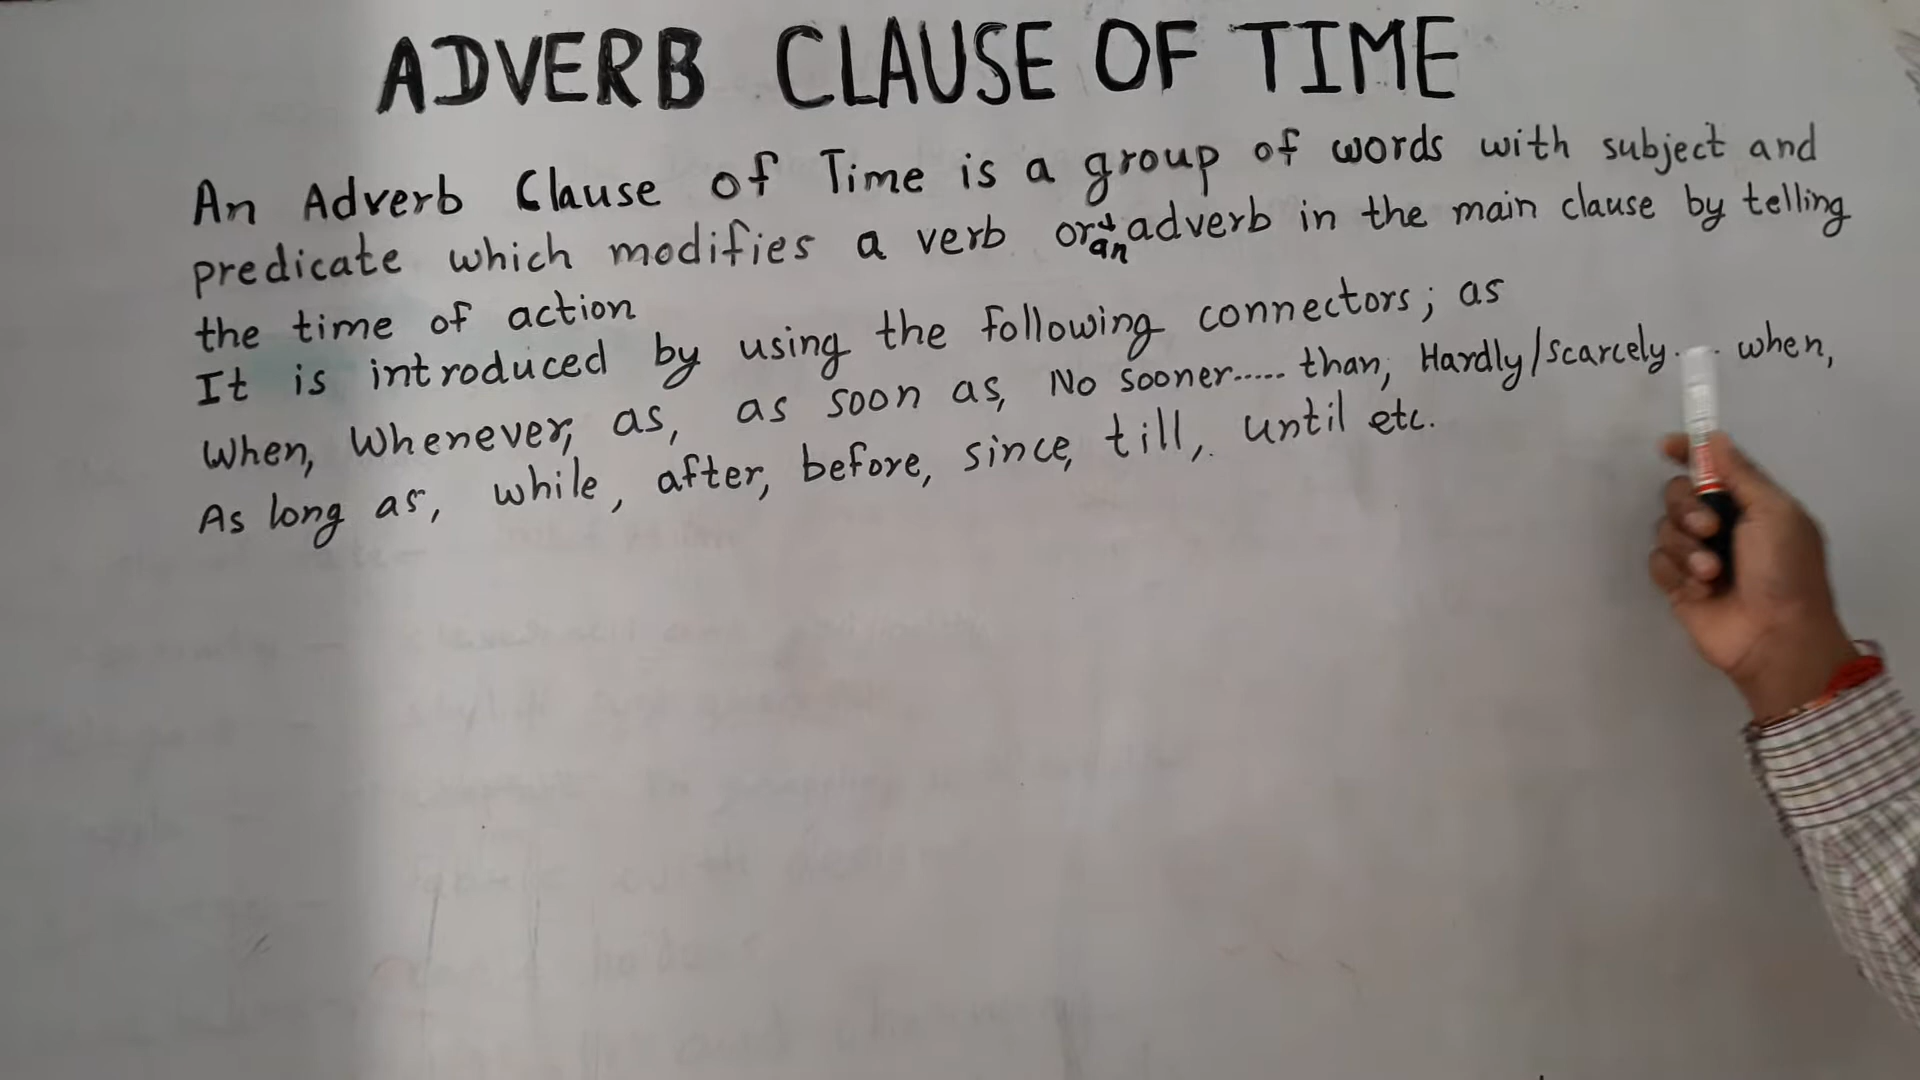 ADVERB CLAUSE OF TIME
An Adverb Clause of Time is a group of words with subject and
predicate which modifies a verb or an adverb in the main clause by telling
the time of action
It is introduced by using the following connectors; as
When, Whenever, as, as soon as, No sooner..... than, Hardly/scarcely.... when,
As long as, while, after, before, since, till, until etc.